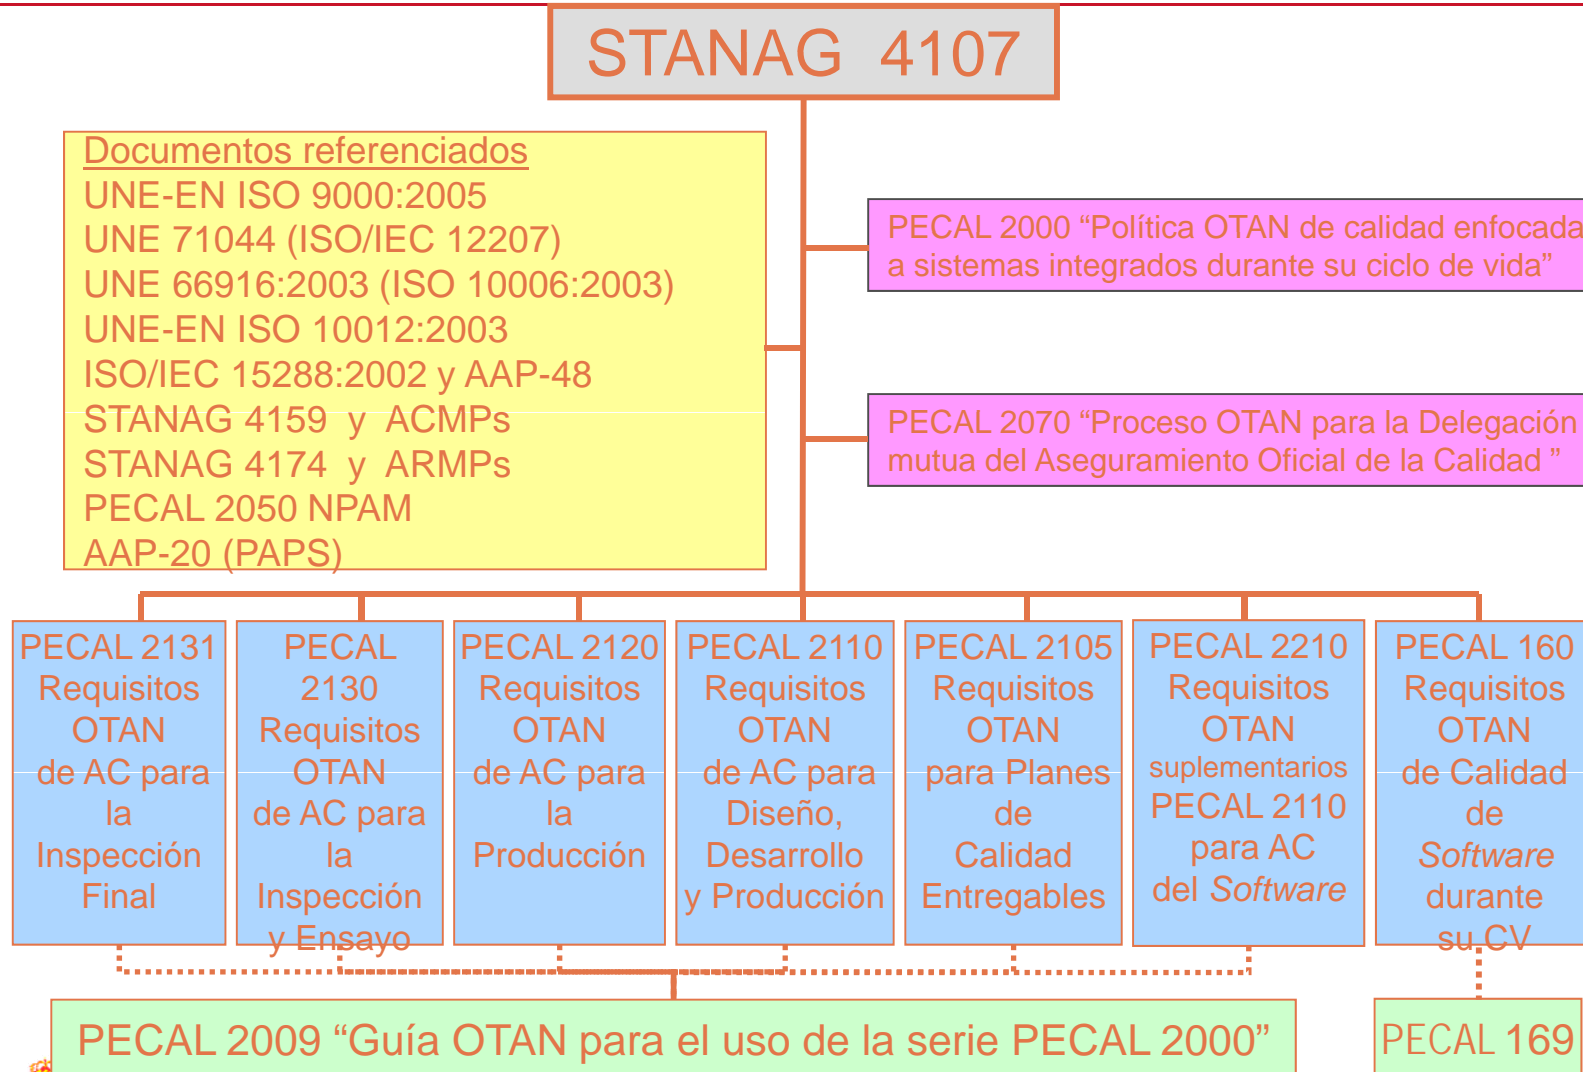 STANAG 4107
Documentos referenciados
UNE-EN ISO 9000:2005
UNE 71044 (ISO/IEC 12207)
UNE 66916:2003 (ISO 10006:2003)
UNE-EN ISO 10012:2003
ISO/IEC 15288:2002 y AAP-48
STANAG 4159 y ACMPs
STANAG 4174 y ARMPs
PECAL 2050 NPAM
AAP-20 (PAPS)
PECAL 2000 “Política OTAN de calidad enfocada
a sistemas integrados durante su ciclo de vida”
PECAL 2070 “Proceso OTAN para la Delegación
mutua del Aseguramiento Oficial de la Calidad ”
PECAL 2131
Requisitos
OTAN
de AC para
la
Inspección
Final
PECAL
2130
Requisitos
OTAN
de AC para
la
Inspección
y Ensayo
PECAL 2120
Requisitos
OTAN
de AC para
la
Producción
PECAL 2110
Requisitos
OTAN
de AC para
Diseño,
Desarrollo
y Producción
PECAL 2105
Requisitos
OTAN
para Planes
de
Calidad
Entregables
PECAL 2210
Requisitos
OTAN
suplementarios
PECAL 2110
para AC
del Software
PECAL 160
Requisitos
OTAN
de Calidad
de
Software
durante
su CV
PECAL 2009 “Guía OTAN para el uso de la serie PECAL 2000”
PECAL 169